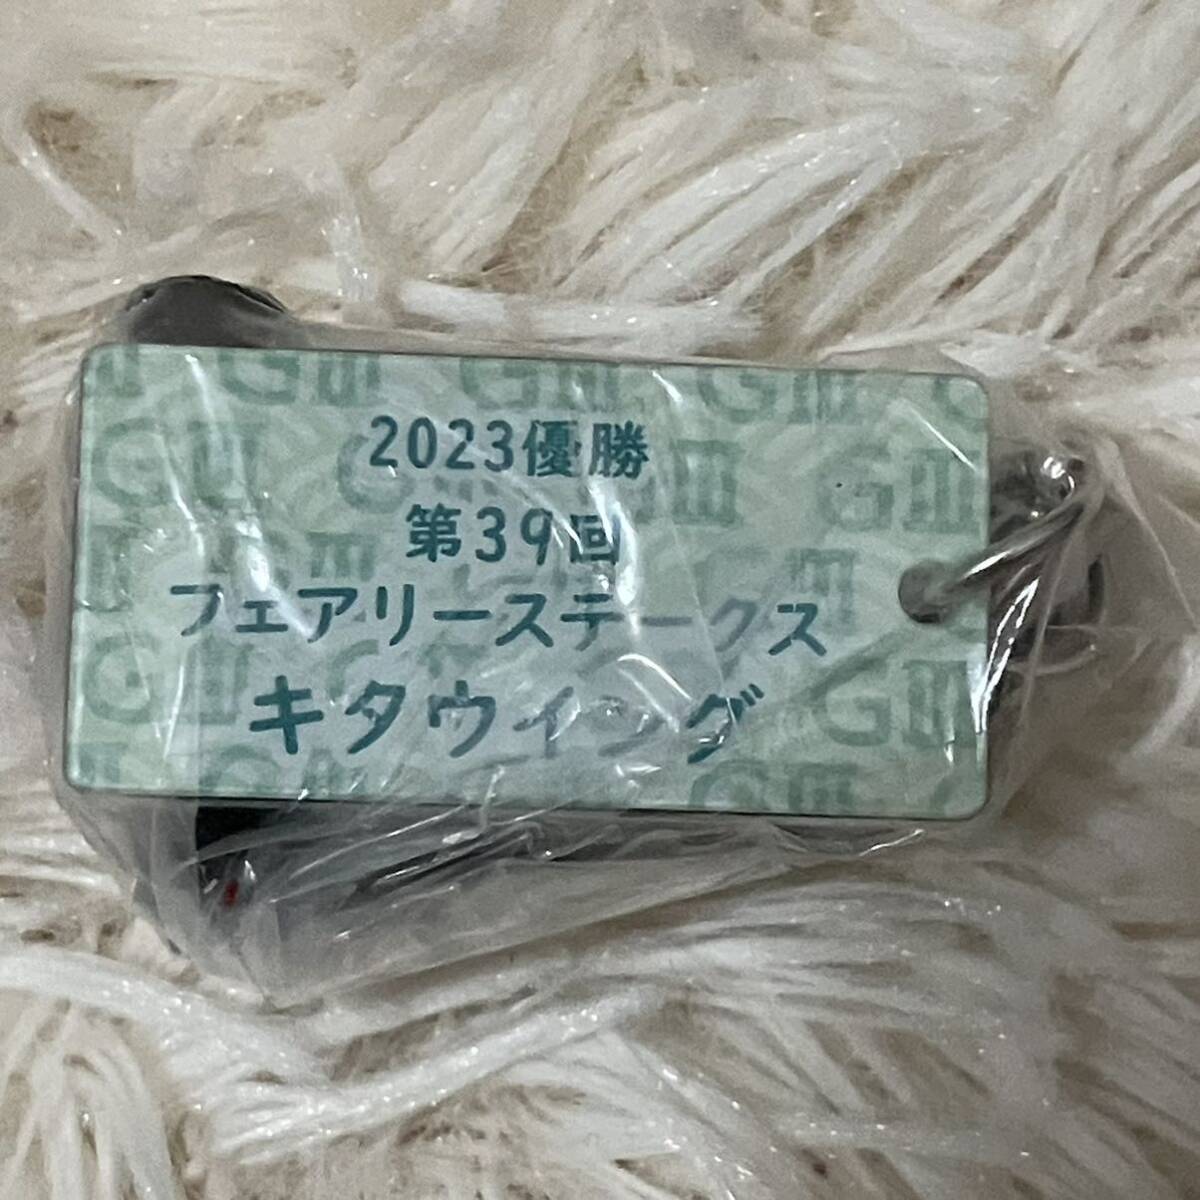 2023優勝
第39回
フェアリーステークス
キタウイング
GⅢ